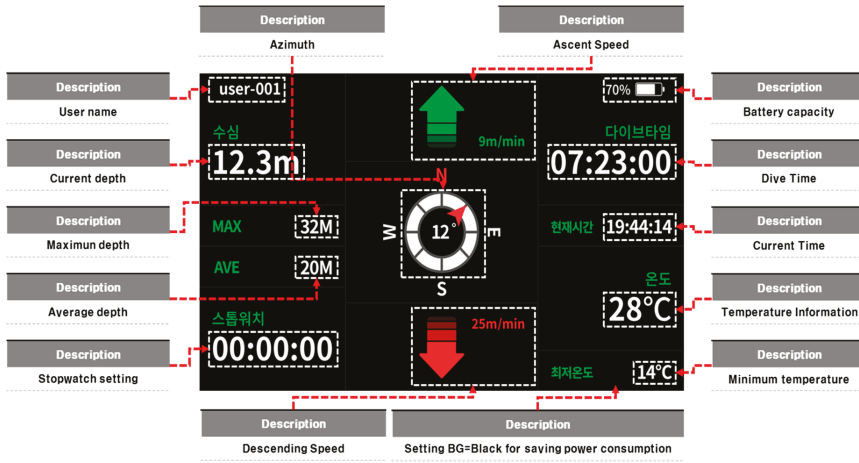 Description
Azimuth
Description
Ascent Speed
Description
User name
Description
Current depth
Description
Maximun depth
Description
Average depth
Description
Stopwatch setting
user-001
수심
12.3m
MAX 32M
AVE 20M
스톱워치
00:00:00
9m/min
N
W 12° E
S
25m/min
70%
다이브타임
07:23:00
현재시간 19:44:14
온도
28°C
최저온도 14°C
Description
Battery capacity
Description
Dive Time
Description
Current Time
Description
Temperature Information
Description
Minimum temperature
Description
Descending Speed
Description
Setting BG=Black for saving power consumption